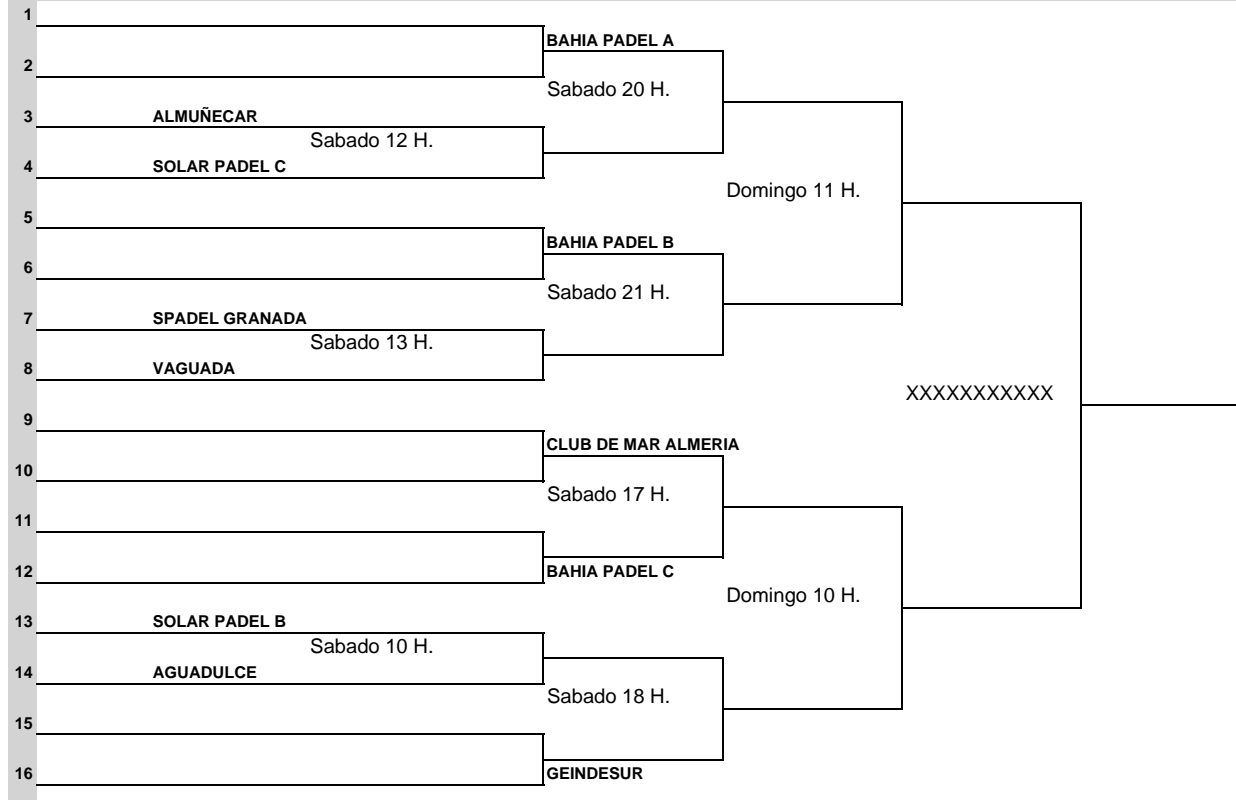 1
BAHIA PADEL A
2
Sabado 20 H.
3 ALMUÑECAR
Sabado 12 H.
4 SOLAR PADEL C
Domingo 11 H.
5
BAHIA PADEL B
6
Sabado 21 H.
7 SPADEL GRANADA
Sabado 13 H.
8 VAGUADA
XXXXXXXXXXX
9
CLUB DE MAR ALMERIA
10
Sabado 17 H.
11
12 BAHIA PADEL C
Domingo 10 H.
13 SOLAR PADEL B
Sabado 10 H.
14 AGUADULCE
Sabado 18 H.
15
16 GEINDESUR